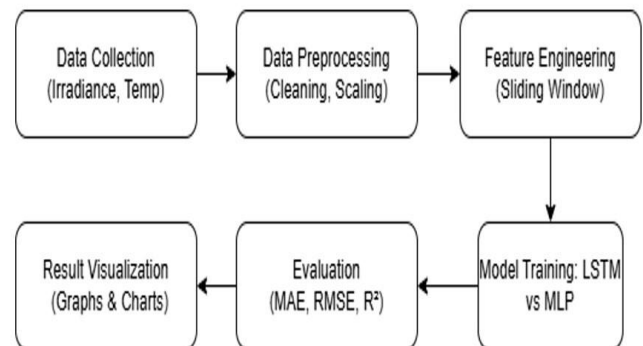 Data Collection
(Irradiance, Temp)
Data Preprocessing
(Cleaning, Scaling)
Feature Engineering
(Sliding Window)
Model Training: LSTM
vs MLP
Evaluation
(MAE, RMSE, R²)
Result Visualization
(Graphs & Charts)